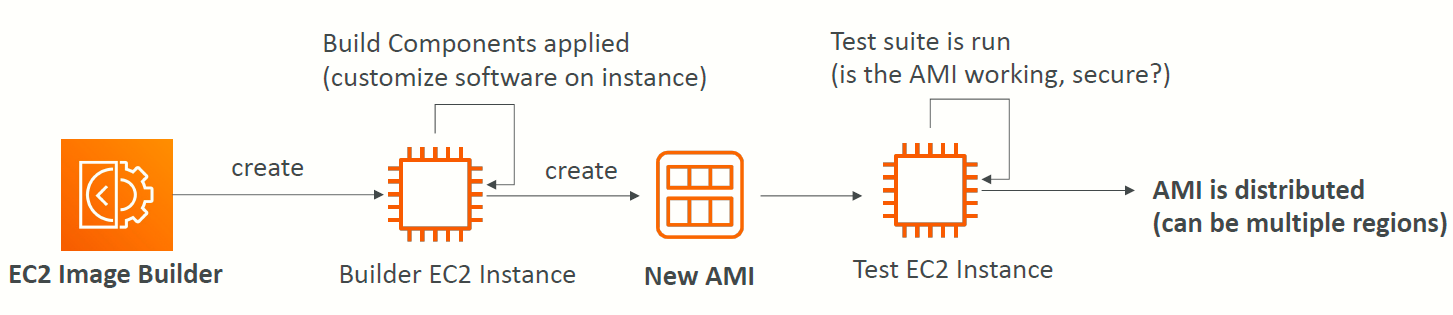 Build Components applied
(customize software on instance)
Test suite is run
(is the AMI working, secure?)
create
create
AMI is distributed
(can be multiple regions)
EC2 Image Builder
Builder EC2 Instance
New AMI
Test EC2 Instance